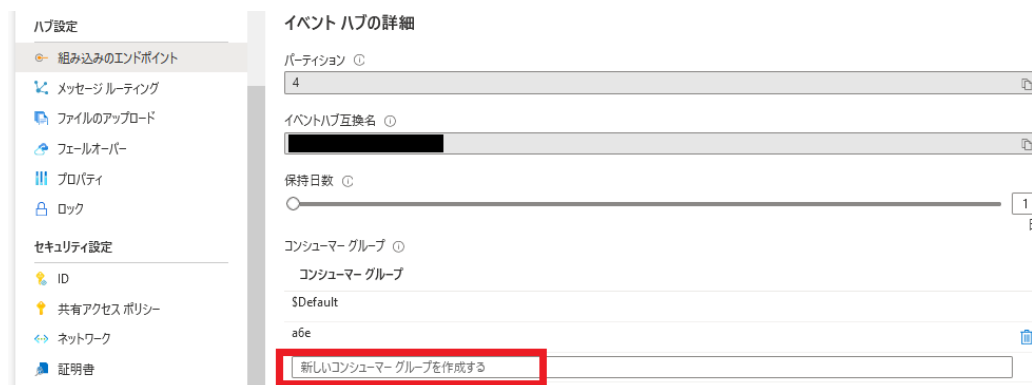 ハブ設定
組み込みのエンドポイント
メッセージ ルーティング
ファイルのアップロード
フェールオーバー
プロパティ
ロック
セキュリティ設定
ID
共有アクセス ポリシー
ネットワーク
証明書
イベント ハブの詳細
パーティション
4
イベントハブ互換名
保持日数
1
コンシューマー グループ
コンシューマー グループ
$Default
a6e
新しいコンシューマー グループを作成する